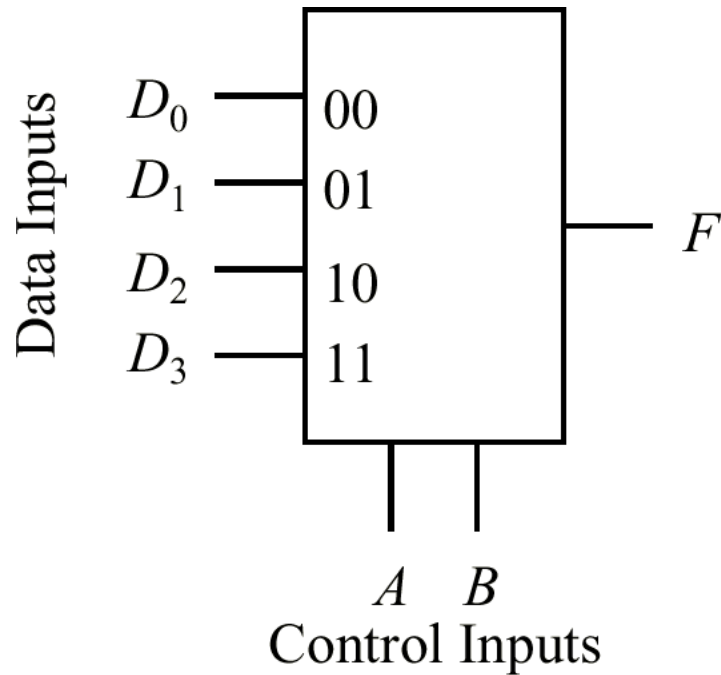 Data Inputs
D₀ 00
D₁ 01
D₂ 10
D₃ 11
F
A B
Control Inputs